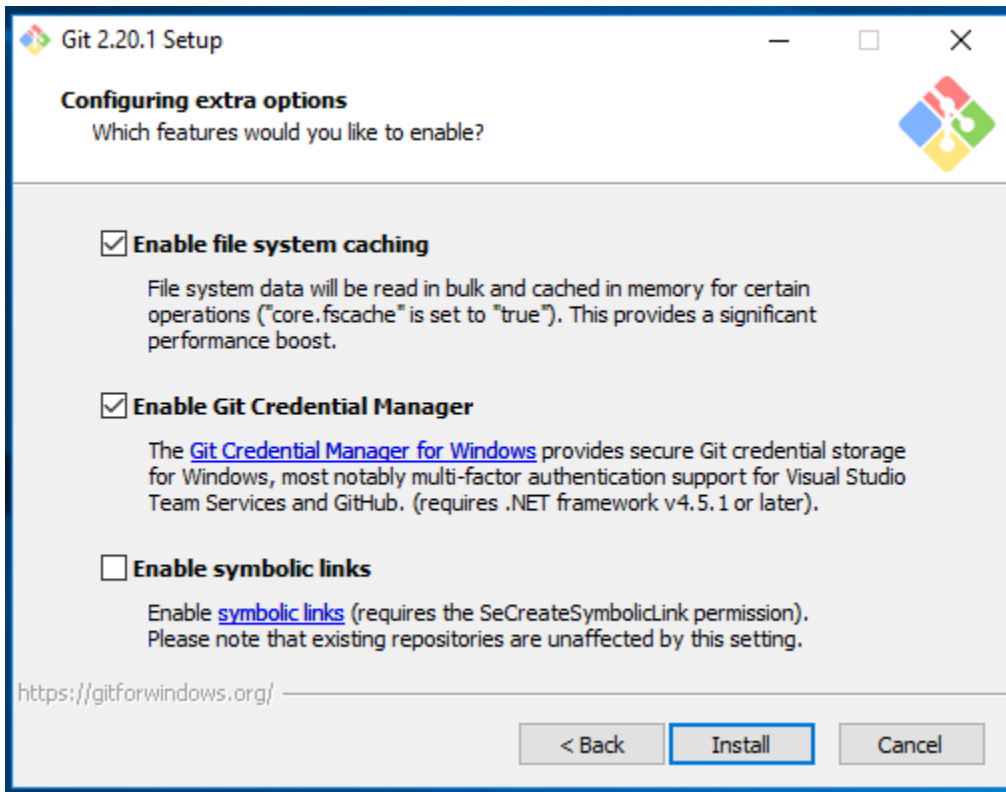 Git 2.20.1 Setup
Configuring extra options
Which features would you like to enable?
Enable file system caching
File system data will be read in bulk and cached in memory for certain
operations ("core.fscache" is set to "true"). This provides a significant
performance boost.
Enable Git Credential Manager
The Git Credential Manager for Windows provides secure Git credential storage
for Windows, most notably multi-factor authentication support for Visual Studio
Team Services and GitHub. (requires .NET framework v4.5.1 or later).
Enable symbolic links
Enable symbolic links (requires the SeCreateSymbolicLink permission).
Please note that existing repositories are unaffected by this setting.
https://gitforwindows.org/
< Back Install Cancel